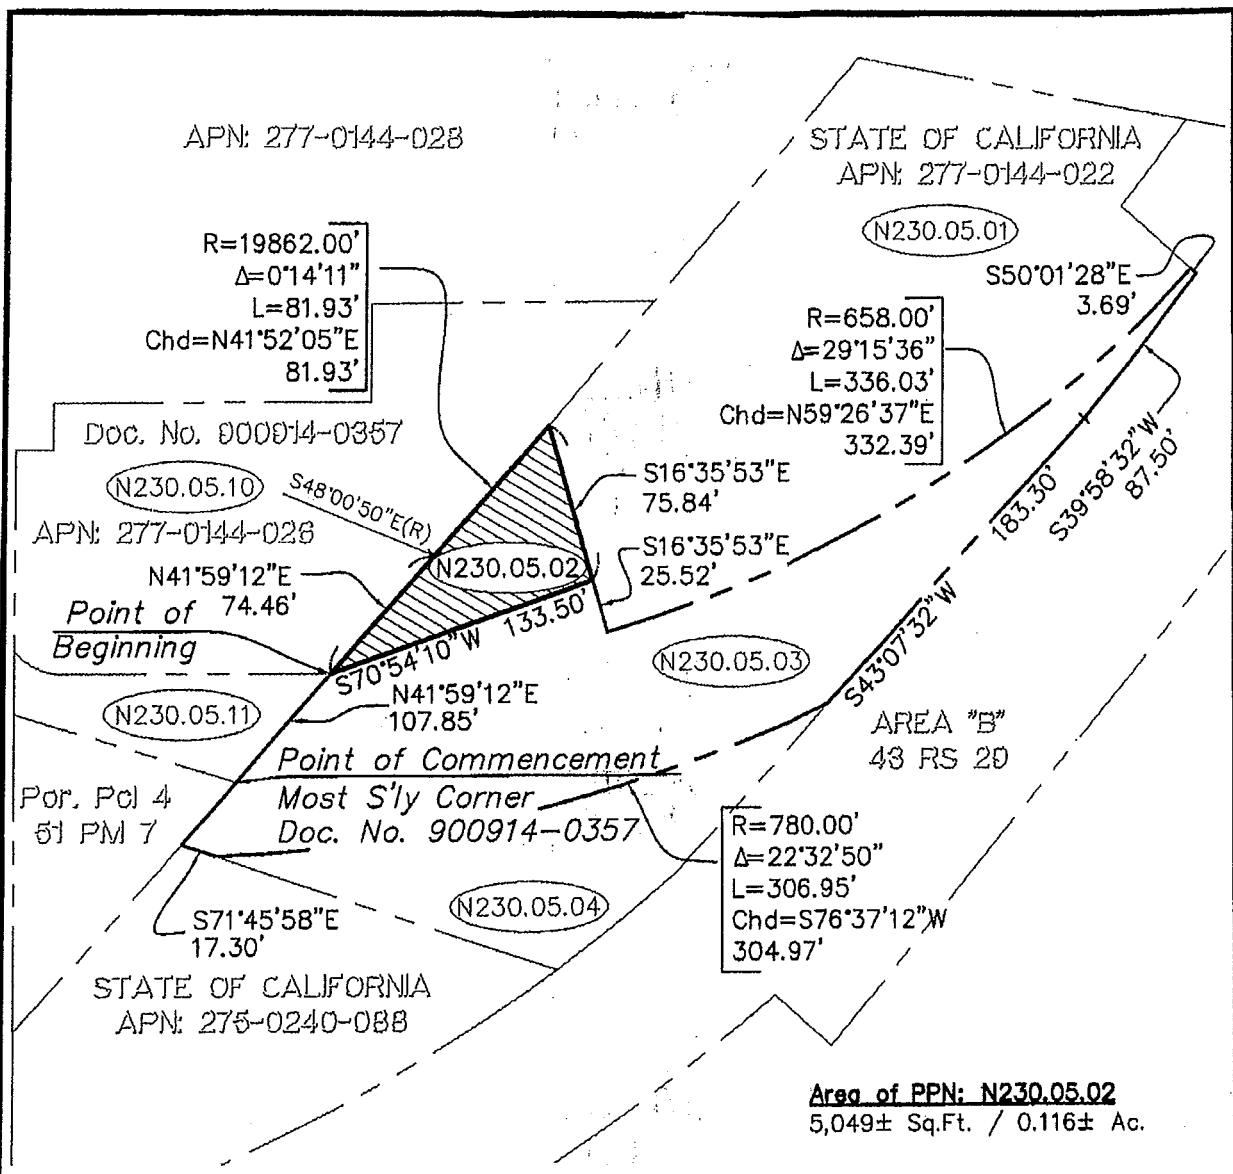 APN: 277-0144-028
STATE OF CALIFORNIA
APN: 277-0144-022
N230.05.01
R=19862.00'
Δ=0°14'11"
L=81.93'
Chd=N41°52'05"E
81.93'
S50°01'28"E
3.69'
R=658.00'
Δ=29°15'36"
L=336.03'
Chd=N59°26'37"E
332.39'
Doc. No. 900914-0357
N230.05.10
S48°00'50"E(R)
APN: 277-0144-026
S16°35'53"E
75.84'
183.30'
S39°58'32"W
87.50'
N41°59'12"E
74.46'
N230.05.02
S16°35'53"E
25.52'
Point of
Beginning
S70°54'10"W 133.50'
N230.05.03
S43°07'32"W
N230.05.11
N41°59'12"E
107.85'
AREA "B"
43 RS 20
Point of Commencement
Most S'ly Corner
Doc. No. 900914-0357
Por. Pcl 4
61 PM 7
R=780.00'
Δ=22°32'50"
L=306.95'
Chd=S76°37'12"W
304.97'
N230.05.04
S71°45'58"E
17.30'
STATE OF CALIFORNIA
APN: 275-0240-088
Area of PPN: N230.05.02
5,049± Sq.Ft. / 0.116± Ac.